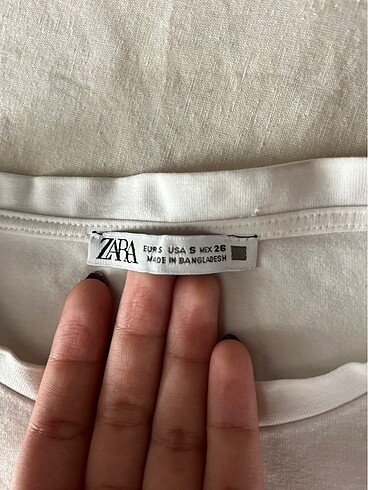 ZARA
EUR S USA S MEX 26
MADE IN BANGLADESH